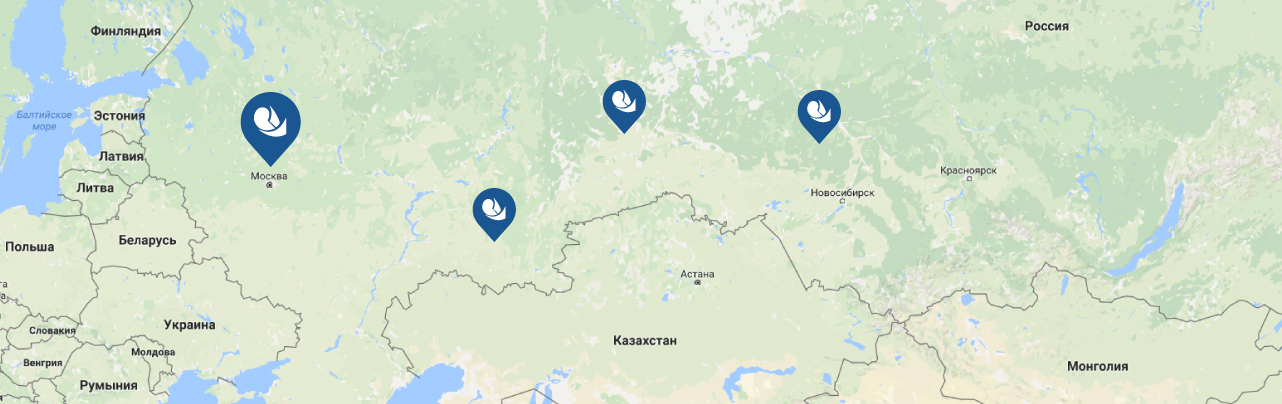 Россия
Финляндия
Балтийское
море
Эстония
Латвия
Москва
Литва
Красноярск
Новосибирск
Польша
Беларусь
Астана
Украина
Словакия
Казахстан
Молдова
Венгрия
Монголия
Румыния